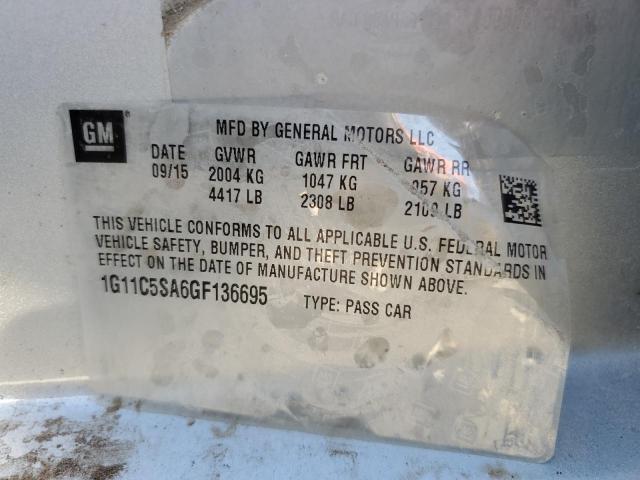 GM
MFD BY GENERAL MOTORS LLC
DATE GVWR GAWR FRT GAWR RR
09/15 2004 KG 1047 KG 957 KG
4417 LB 2308 LB 2109 LB
THIS VEHICLE CONFORMS TO ALL APPLICABLE U.S. FEDERAL MOTOR
VEHICLE SAFETY, BUMPER, AND THEFT PREVENTION STANDARDS IN
EFFECT ON THE DATE OF MANUFACTURE SHOWN ABOVE.
1G11C5SA6GF136695 TYPE: PASS CAR